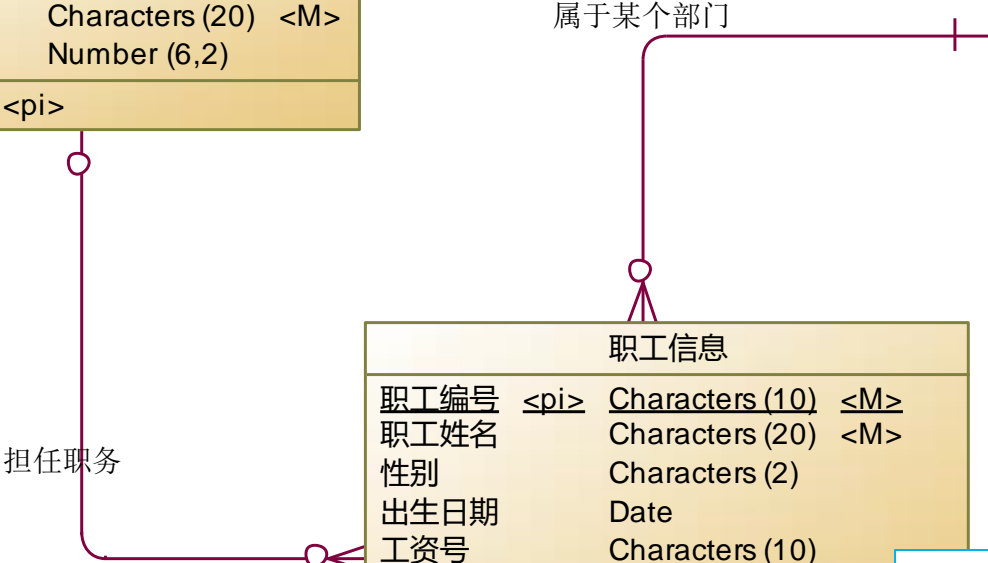 Characters (20) <M>
Number (6,2)
<pi>
属于某个部门
担任职务
职工信息
职工编号 <pi> Characters (10) <M>
职工姓名 Characters (20) <M>
性别 Characters (2)
出生日期 Date
工资号 Characters (10)